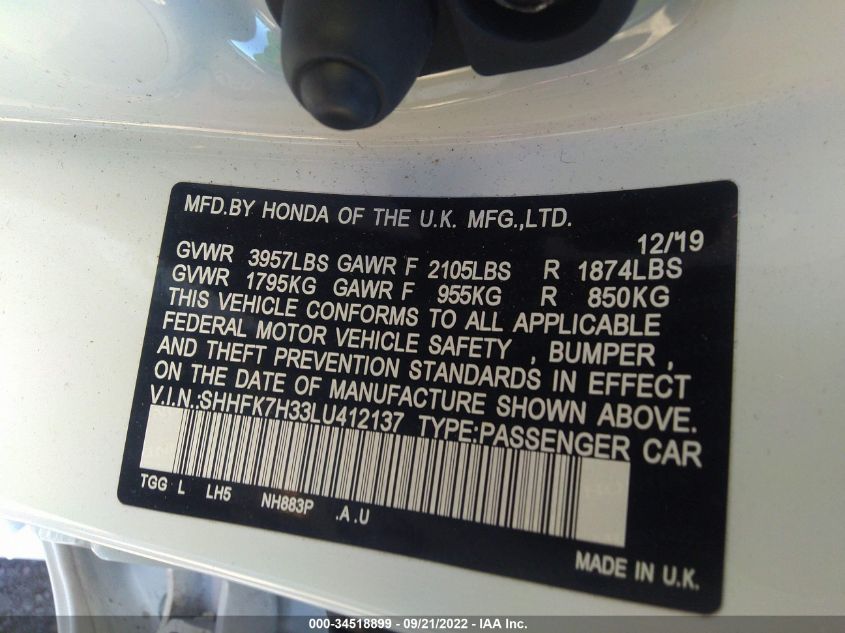 MFD.BY HONDA OF THE U.K. MFG.,LTD.
12/19
GVWR 3957LBS GAWR F 2105LBS R 1874LBS
GVWR 1795KG GAWR F 955KG R 850KG
THIS VEHICLE CONFORMS TO ALL APPLICABLE
FEDERAL MOTOR VEHICLE SAFETY , BUMPER ,
AND THEFT PREVENTION STANDARDS IN EFFECT
ON THE DATE OF MANUFACTURE SHOWN ABOVE.
V.I.N.:SHHFK7H33LU412137 TYPE:PASSENGER CAR
TGG L LH5 NH883P .A .U
MADE IN U.K.
000-34518899 - 09/21/2022 - IAA Inc.